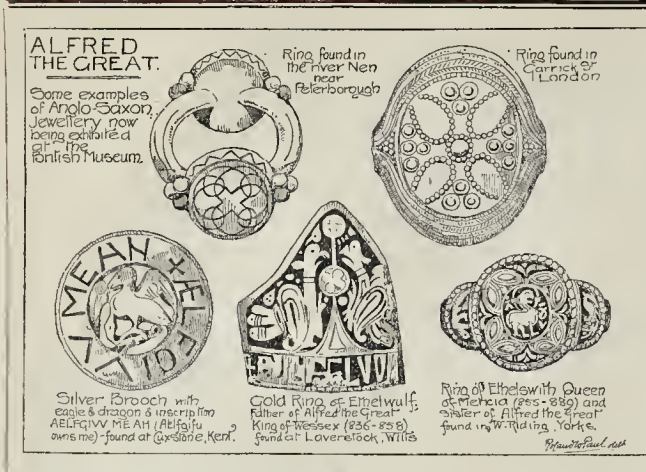 ALFRED
THE GREAT.
Some examples
of Anglo-Saxon
Jewellery now
being exhibited
at the
British Museum.
Ring found in
the river Nen
near
Peterborough
Ring found in
Garrick St
London
MEAN + ÆLFGIV
Silver Brooch with
eagle & dragon & inscription
AELFGIVV ME AH (Aelfgifu
owns me) - found at Cuxstone, Kent.
Gold Ring of Ethelwulf,
Father of Alfred the Great
King of Wessex (836-858)
found at Laverstock, Wilts
Ring of Ethelswith Queen
of Mercia (855-889) and
Sister of Alfred the Great
found in W. Riding, Yorks.